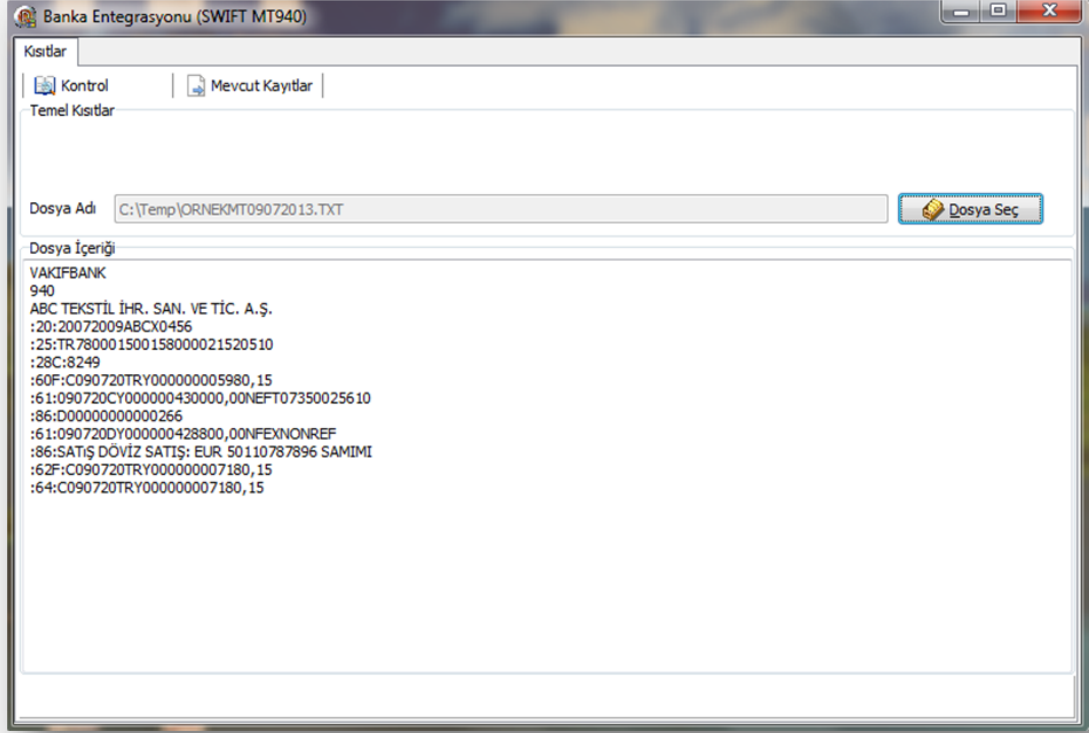 Banka Entegrasyonu (SWIFT MT940)
Kısıtlar
Kontrol
Mevcut Kayıtlar
Temel Kısıtlar
Dosya Adı
C:\Temp\ORNEKMT09072013.TXT
Dosya Seç
Dosya İçeriği
VAKIFBANK
940
ABC TEKSTİL İHR. SAN. VE TİC. A.Ş.
:20:20072009ABCX0456
:25:TR780001500158000021520510
:28C:8249
:60F:C090720TRY000000005980,15
:61:090720CY000000430000,00NEFT07350025610
:86:D00000000000266
:61:090720DY000000428800,00NFEXNONREF
:86:SATıŞ DÖVİZ SATIŞ: EUR 50110787896 SAMIMI
:62F:C090720TRY000000007180,15
:64:C090720TRY000000007180,15